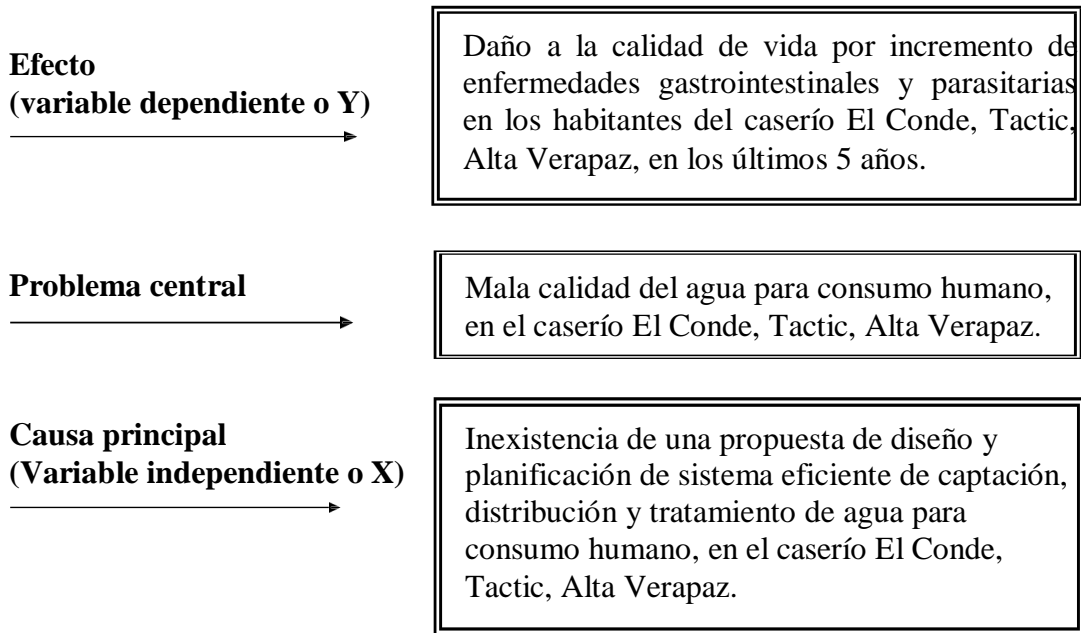 Efecto
(variable dependiente o Y)
Daño a la calidad de vida por incremento de
enfermedades gastrointestinales y parasitarias
en los habitantes del caserío El Conde, Tactic,
Alta Verapaz, en los últimos 5 años.
Problema central
Mala calidad del agua para consumo humano,
en el caserío El Conde, Tactic, Alta Verapaz.
Causa principal
(Variable independiente o X)
Inexistencia de una propuesta de diseño y
planificación de sistema eficiente de captación,
distribución y tratamiento de agua para
consumo humano, en el caserío El Conde,
Tactic, Alta Verapaz.